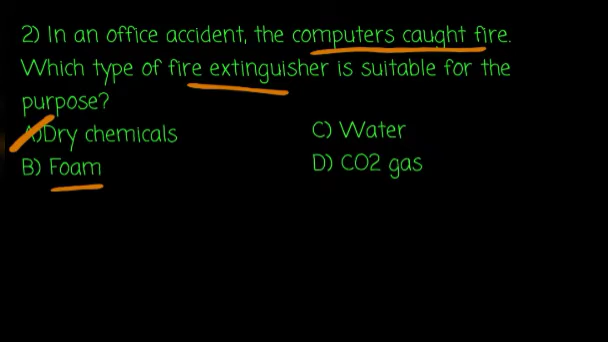 2) In an office accident, the computers caught fire.
Which type of fire extinguisher is suitable for the
purpose?
A) Dry chemicals
B) Foam
C) Water
D) CO2 gas